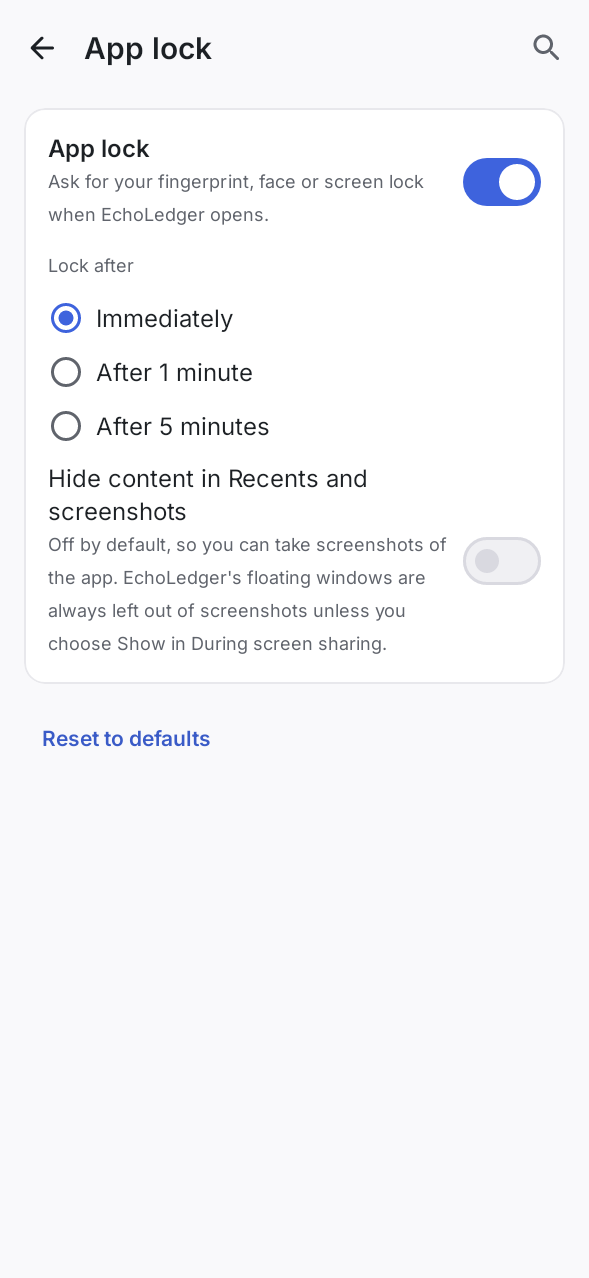 App lock
App lock
Ask for your fingerprint, face or screen lock
when EchoLedger opens.
Lock after
Immediately
After 1 minute
After 5 minutes
Hide content in Recents and
screenshots
Off by default, so you can take screenshots of
the app. EchoLedger's floating windows are
always left out of screenshots unless you
choose Show in During screen sharing.
Reset to defaults